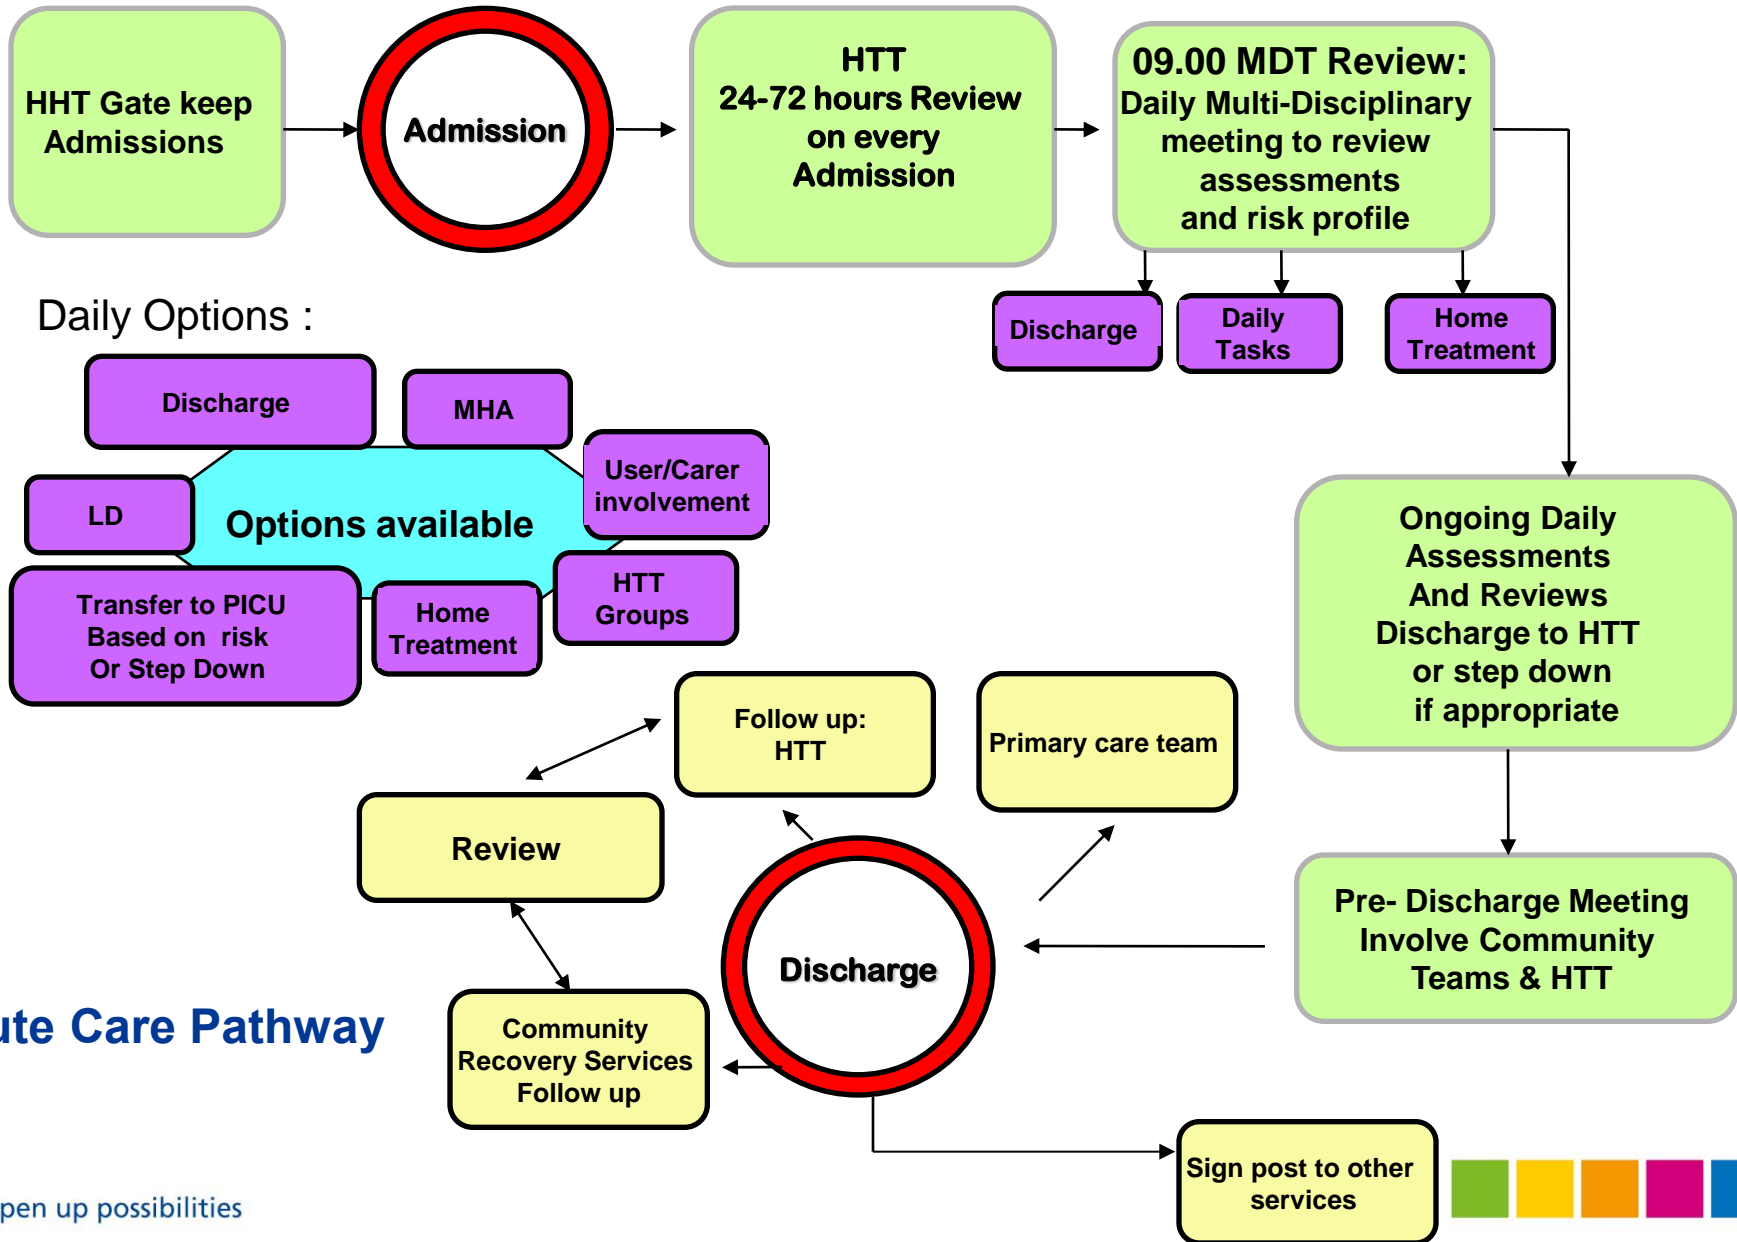 HHT Gate keep
Admissions
Admission
HTT
24-72 hours Review
on every
Admission
09.00 MDT Review:
Daily Multi-Disciplinary
meeting to review
assessments
and risk profile
Discharge
Daily
Tasks
Home
Treatment
Daily Options :
Discharge
MHA
User/Carer
involvement
LD
Options available
HTT
Groups
Home
Treatment
Transfer to PICU
Based on risk
Or Step Down
Ongoing Daily
Assessments
And Reviews
Discharge to HTT
or step down
if appropriate
Follow up:
HTT
Primary care team
Review
Pre- Discharge Meeting
Involve Community
Teams & HTT
Discharge
ute Care Pathway
Community
Recovery Services
Follow up
Sign post to other
services
pen up possibilities